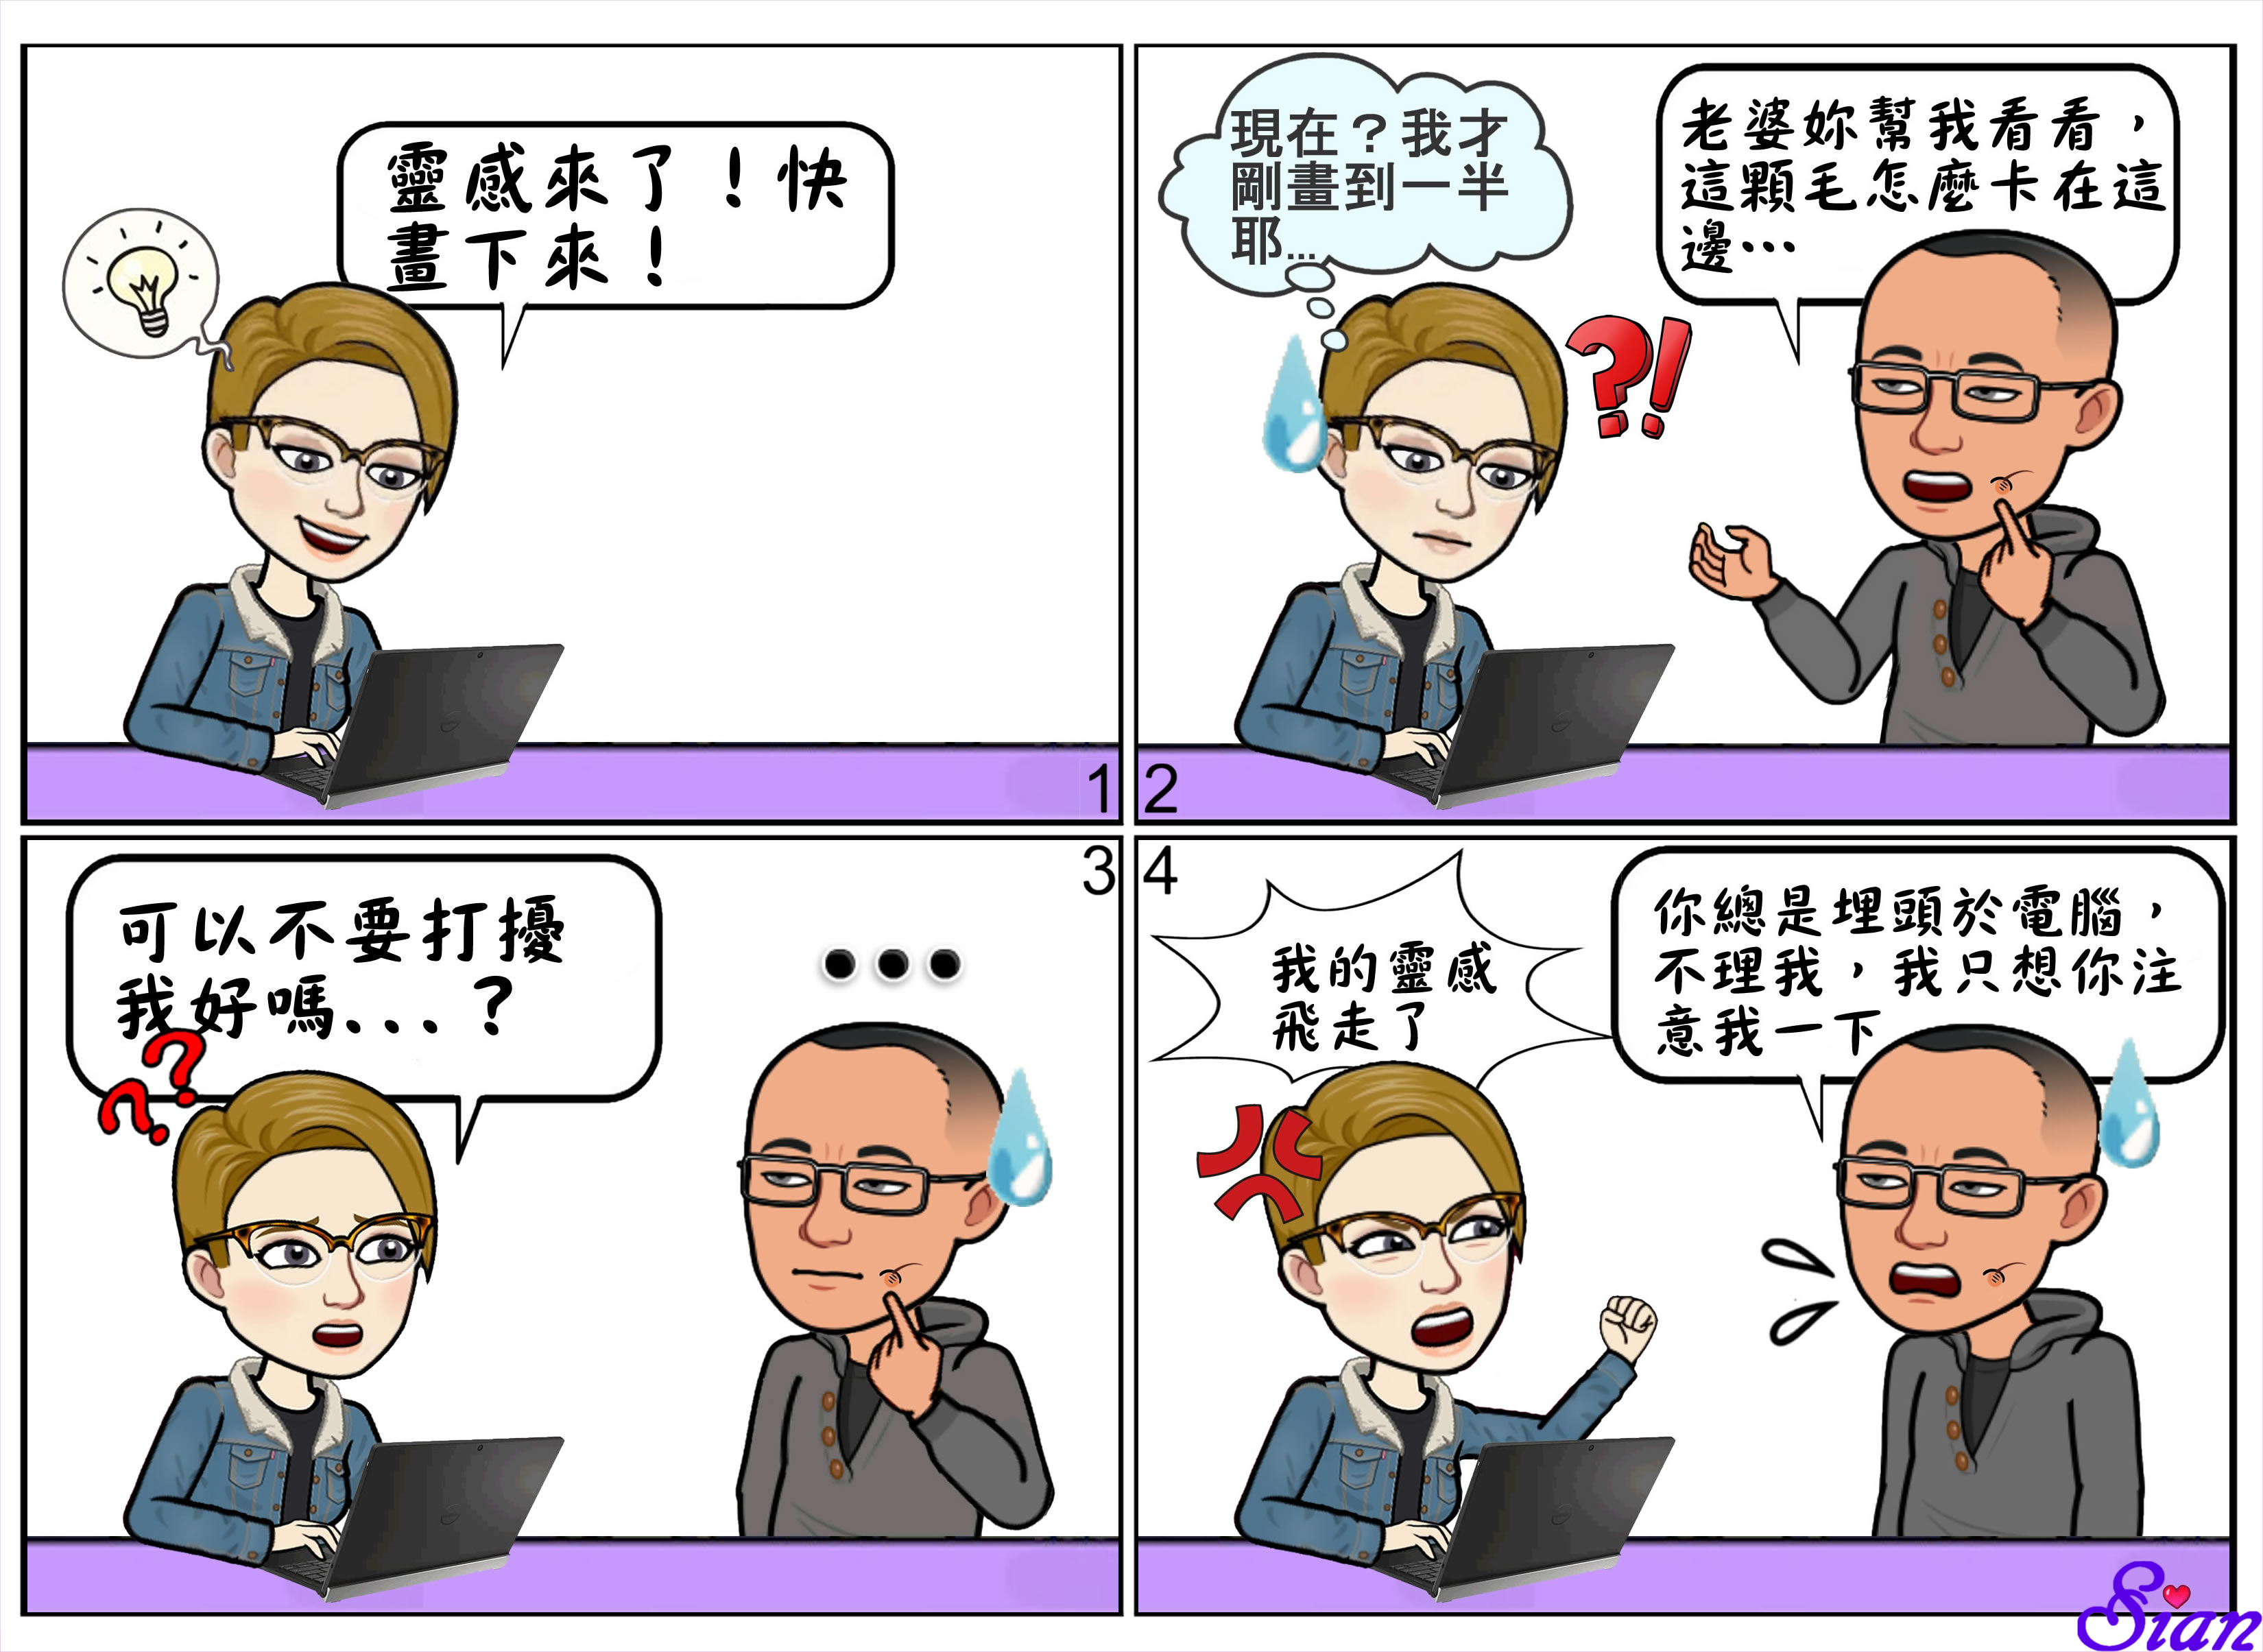 靈感來了！快
畫下來！
1
現在？我才
剛畫到一半
耶...
老婆妳幫我看看，
這顆毛怎麼卡在這
邊…
?!
2
3
可以不要打擾
我好嗎...？
??
...
4
我的靈感
飛走了
你總是埋頭於電腦，
不理我，我只想你注
意我一下
Sian